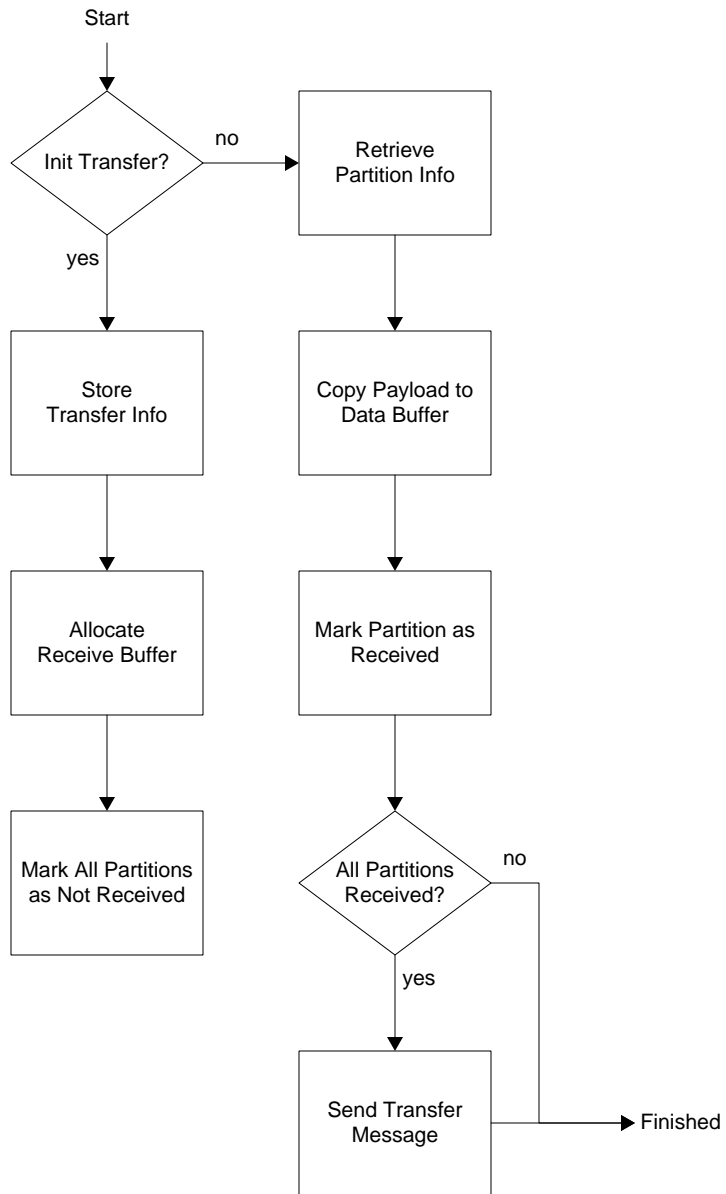 Start
Init Transfer?
no
Retrieve
Partition Info
yes
Store
Transfer Info
Copy Payload to
Data Buffer
Allocate
Receive Buffer
Mark Partition as
Received
Mark All Partitions
as Not Received
All Partitions
Received?
no
yes
Send Transfer
Message
Finished